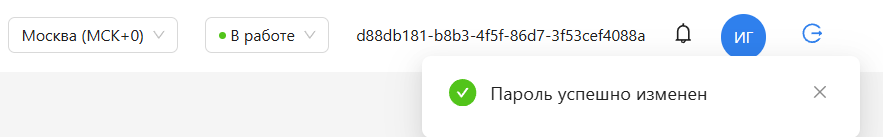 Москва (МСК+0) В работе d88db181-b8b3-4f5f-86d7-3f53cef4088a ИГ
Пароль успешно изменен